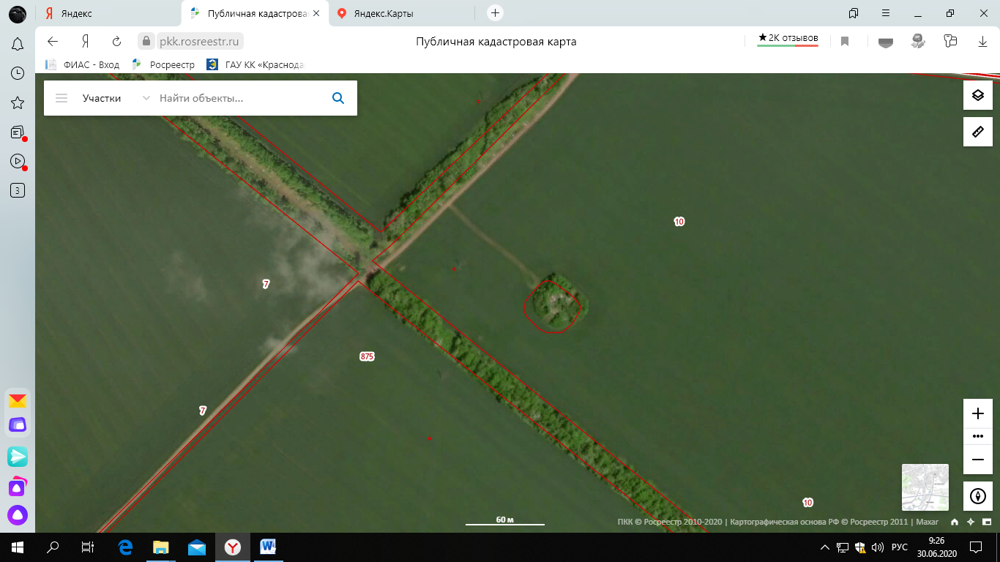 Яндекс
Публичная кадастрова
Яндекс.Карты
pkk.rosreestr.ru
Публичная кадастровая карта
★2К отзывов
ФИАС - Вход
Росреестр
ГАУ КК «Краснода
Участки
Найти объекты...
3
10
7
875
7
10
60 м
ПКК © Росреестр 2010-2020 | Картографическая основа РФ © Росреестр 2011 | Maxar
РУС
9:26
30.06.2020